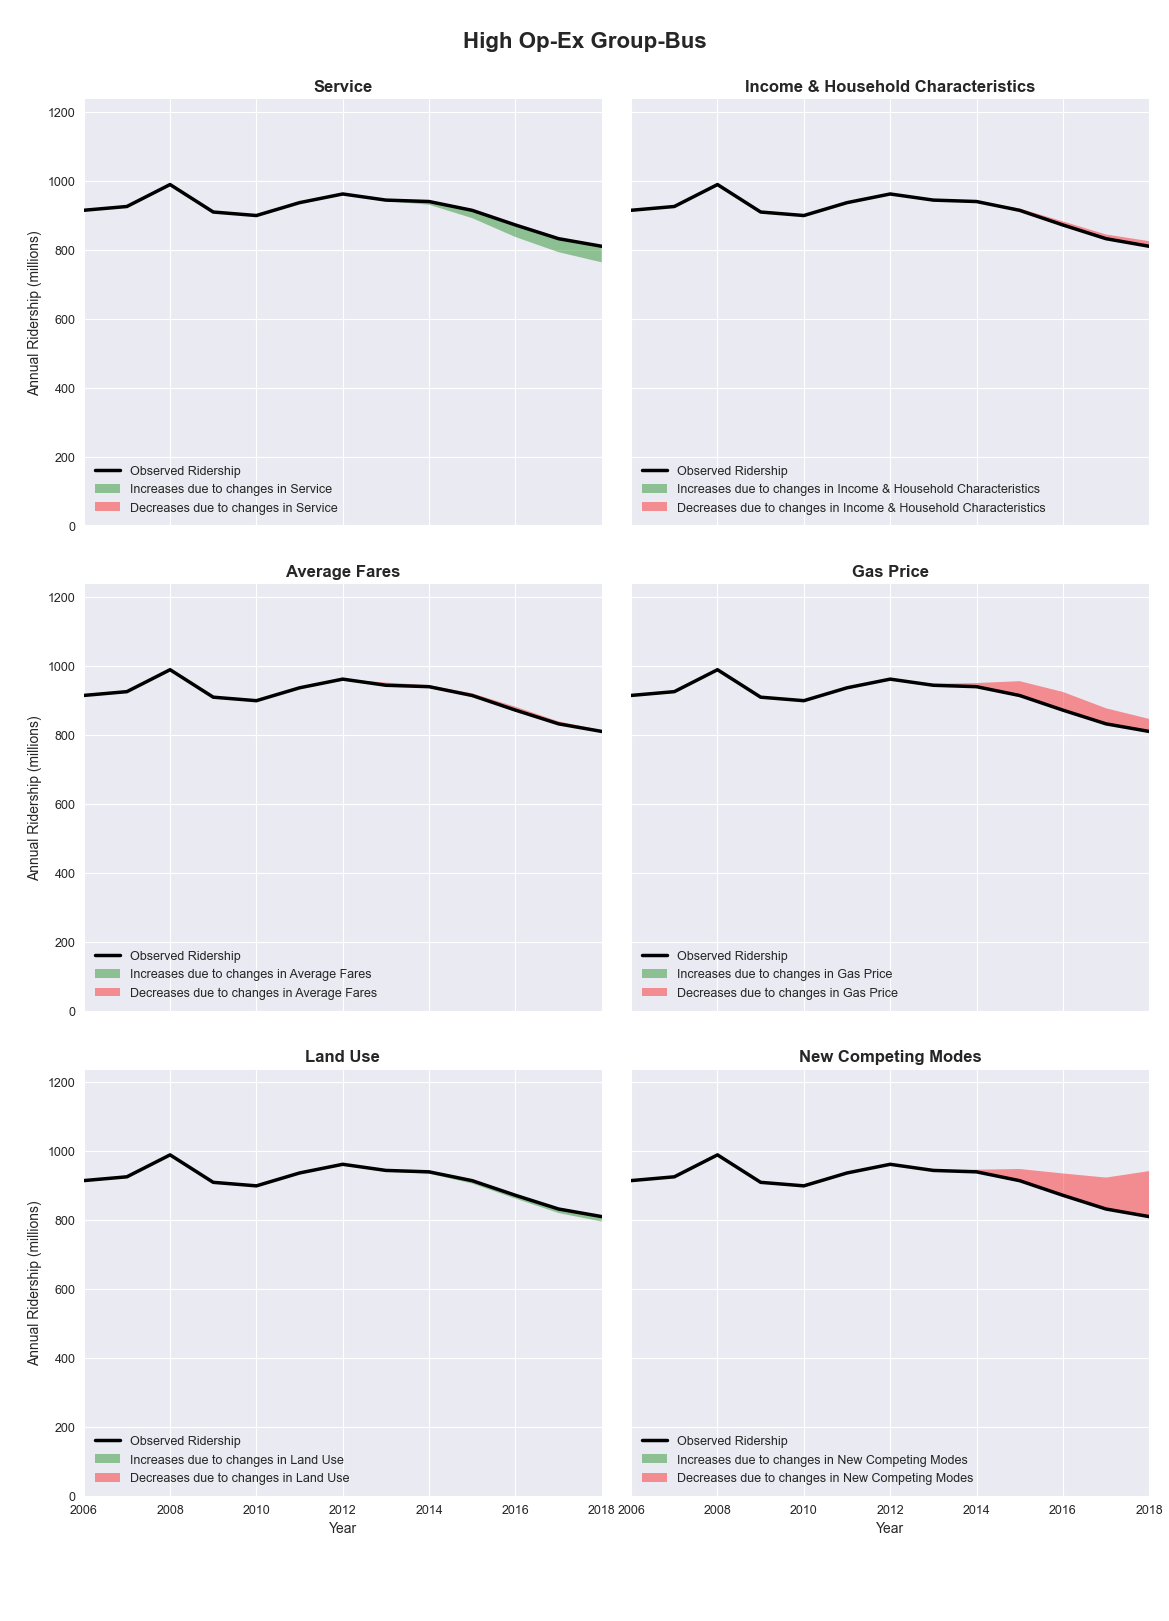 High Op-Ex Group-Bus
Service
Income & Household Characteristics
1200
1000
800
600
400
200
0
Annual Ridership (millions)
Observed Ridership
Increases due to changes in Service
Decreases due to changes in Service
Observed Ridership
Increases due to changes in Income & Household Characteristics
Decreases due to changes in Income & Household Characteristics
Average Fares
Gas Price
1200
1000
800
600
400
200
0
Annual Ridership (millions)
Observed Ridership
Increases due to changes in Average Fares
Decreases due to changes in Average Fares
Observed Ridership
Increases due to changes in Gas Price
Decreases due to changes in Gas Price
Land Use
New Competing Modes
1200
1000
800
600
400
200
0
Annual Ridership (millions)
Observed Ridership
Increases due to changes in Land Use
Decreases due to changes in Land Use
Observed Ridership
Increases due to changes in New Competing Modes
Decreases due to changes in New Competing Modes
2006 2008 2010 2012 2014 2016 2018
2006 2008 2010 2012 2014 2016 2018
Year
Year